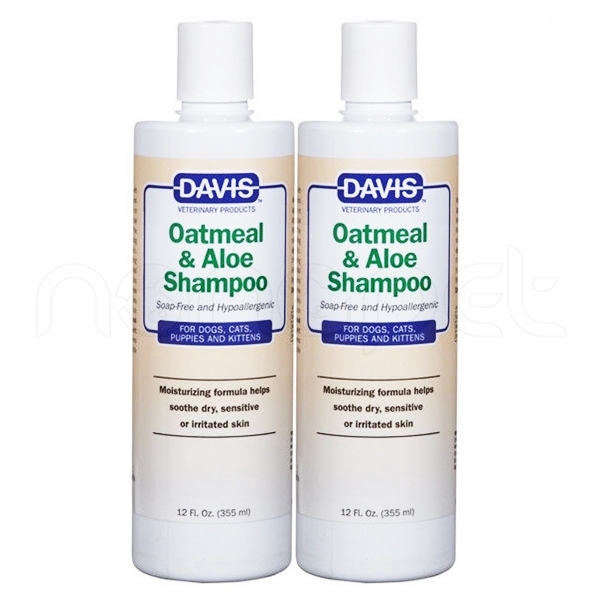 DAVIS™
VETERINARY PRODUCTS
Oatmeal
& Aloe
Shampoo
Soap-Free and Hypoallergenic
FOR DOGS, CATS,
PUPPIES AND KITTENS
Moisturizing formula helps
soothe dry, sensitive
or irritated skin
12 Fl. Oz. (355 ml)
DAVIS™
VETERINARY PRODUCTS
Oatmeal
& Aloe
Shampoo
Soap-Free and Hypoallergenic
FOR DOGS, CATS,
PUPPIES AND KITTENS
Moisturizing formula helps
soothe dry, sensitive
or irritated skin
12 Fl. Oz. (355 ml)